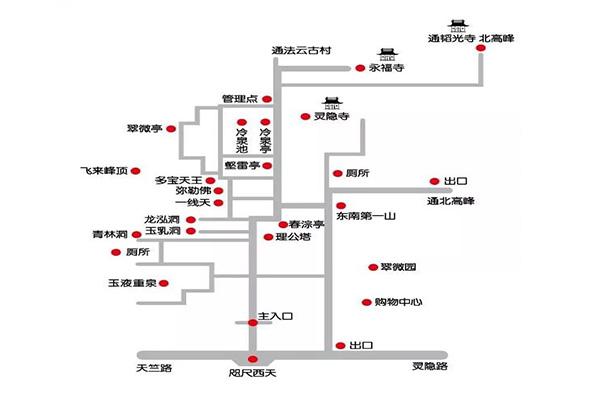 通韬光寺 北高峰
通法云古村
永福寺
管理点
灵隐寺
翠微亭
冷泉池
冷泉亭
壑雷亭
飞来峰顶
厕所
多宝天王
出口
弥勒佛
通北高峰
一线天
东南第一山
龙泓洞
春淙亭
玉乳洞
青林洞
理公塔
厕所
翠微园
玉液重泉
购物中心
主入口
出口
天竺路
咫尺西天
灵隐路